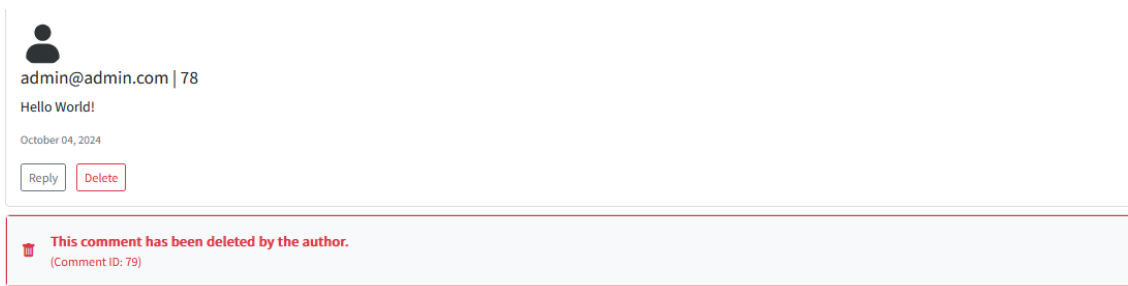 admin@admin.com | 78
Hello World!
October 04, 2024
Reply Delete
This comment has been deleted by the author.
(Comment ID: 79)